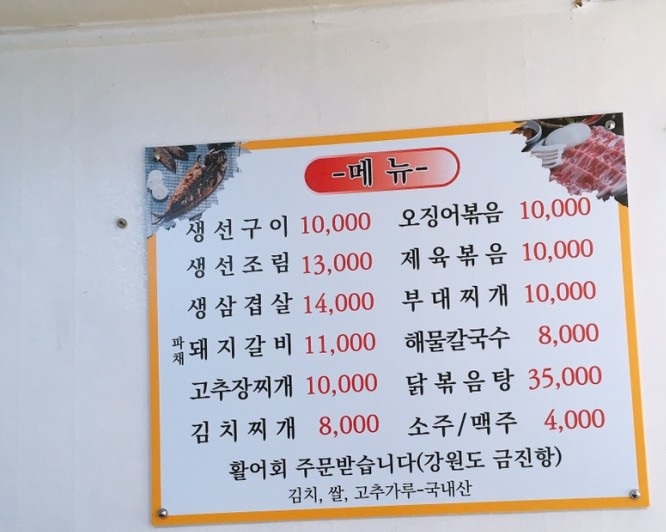 -메 뉴-
생선구이 10,000 오징어볶음 10,000
생선조림 13,000 제육볶음 10,000
생삼겹살 14,000 부대찌개 10,000
파채 돼지갈비 11,000 해물칼국수 8,000
고추장찌개 10,000 닭볶음탕 35,000
김치찌개 8,000 소주/맥주 4,000
활어회 주문받습니다(강원도 금진항)
김치, 쌀, 고추가루-국내산